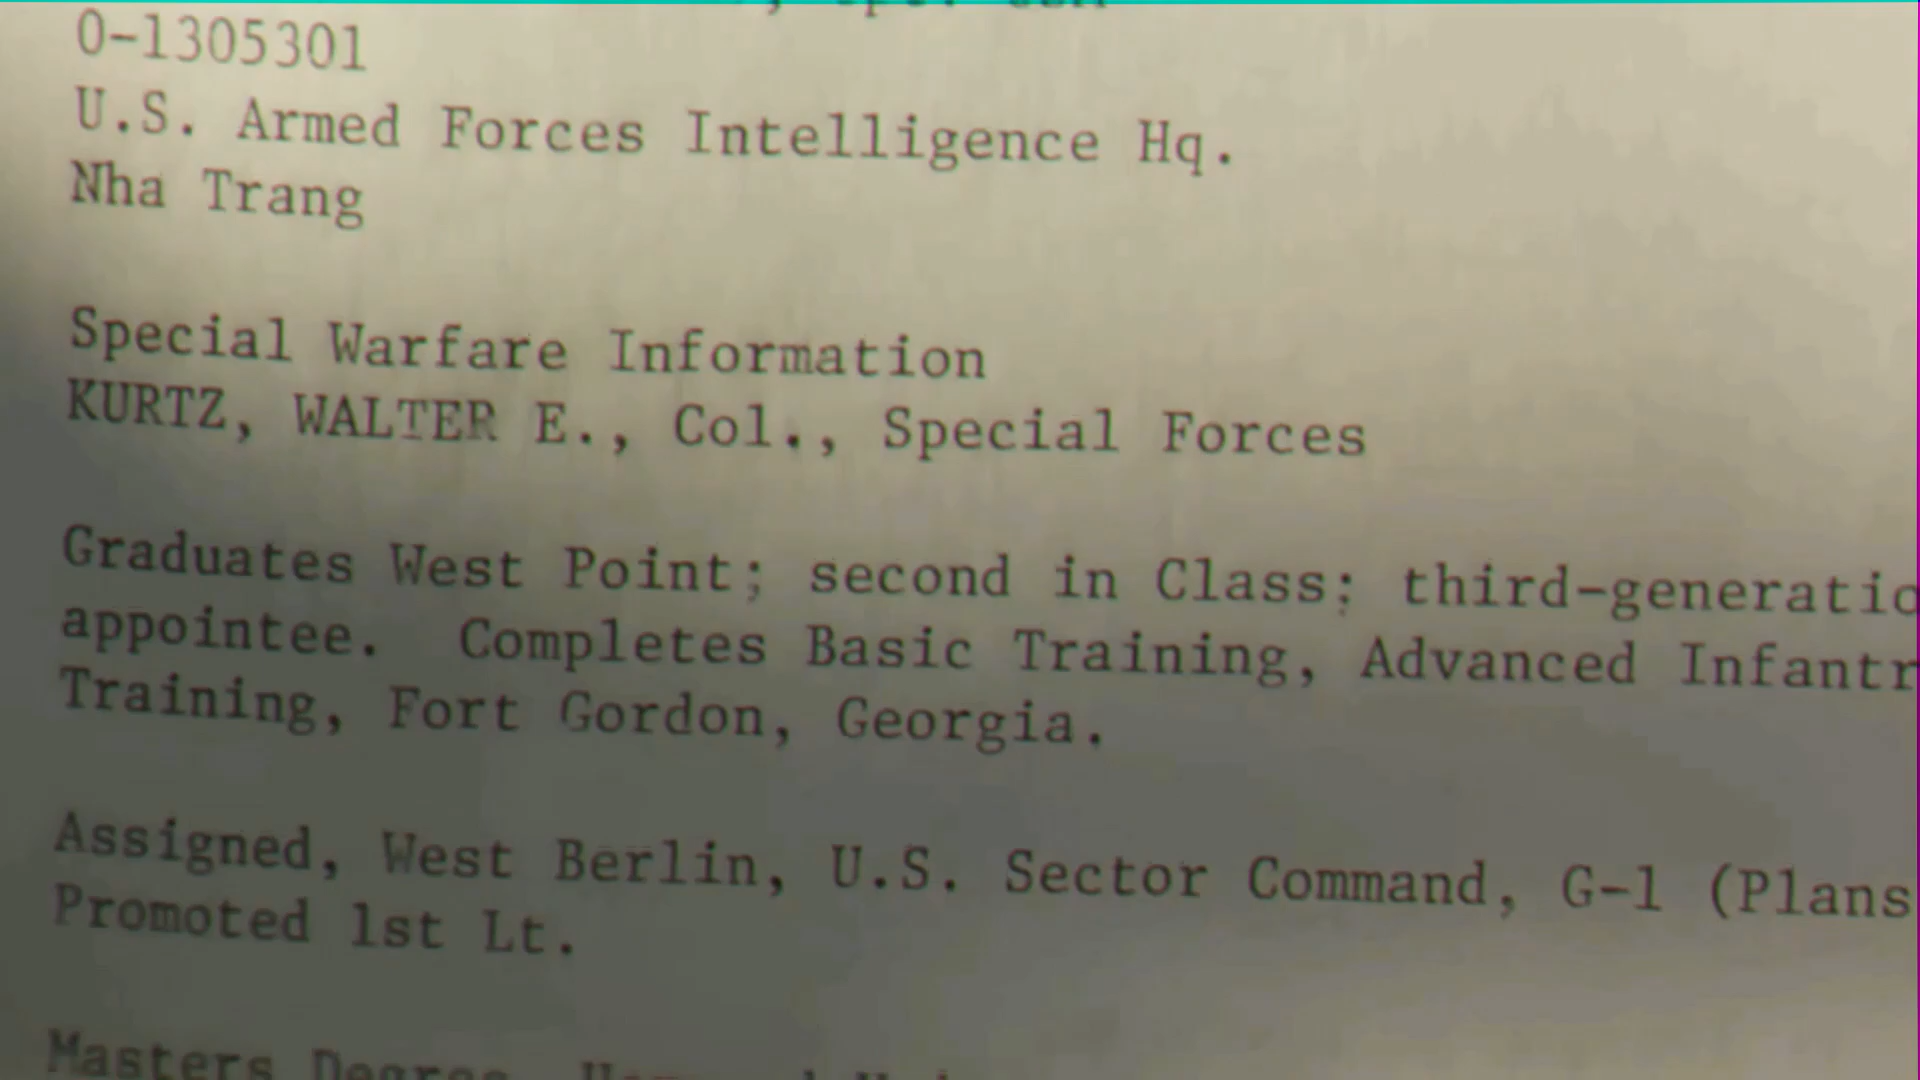 0-1305301
U.S. Armed Forces Intelligence Hq.
Nha Trang
Special Warfare Information
KURTZ, WALTER E., Col., Special Forces
Graduates West Point; second in Class; third-generatio
appointee. Completes Basic Training, Advanced Infantr
Training, Fort Gordon, Georgia.
Assigned, West Berlin, U.S. Sector Command, G-1 (Plans
Promoted 1st Lt.
Masters Degree,